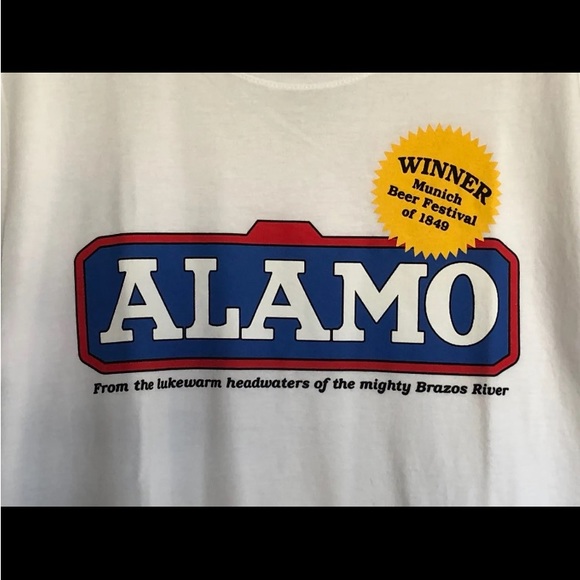 WINNER
Munich
Beer Festival
of 1849
ALAMO
From the lukewarm headwaters of the mighty Brazos River